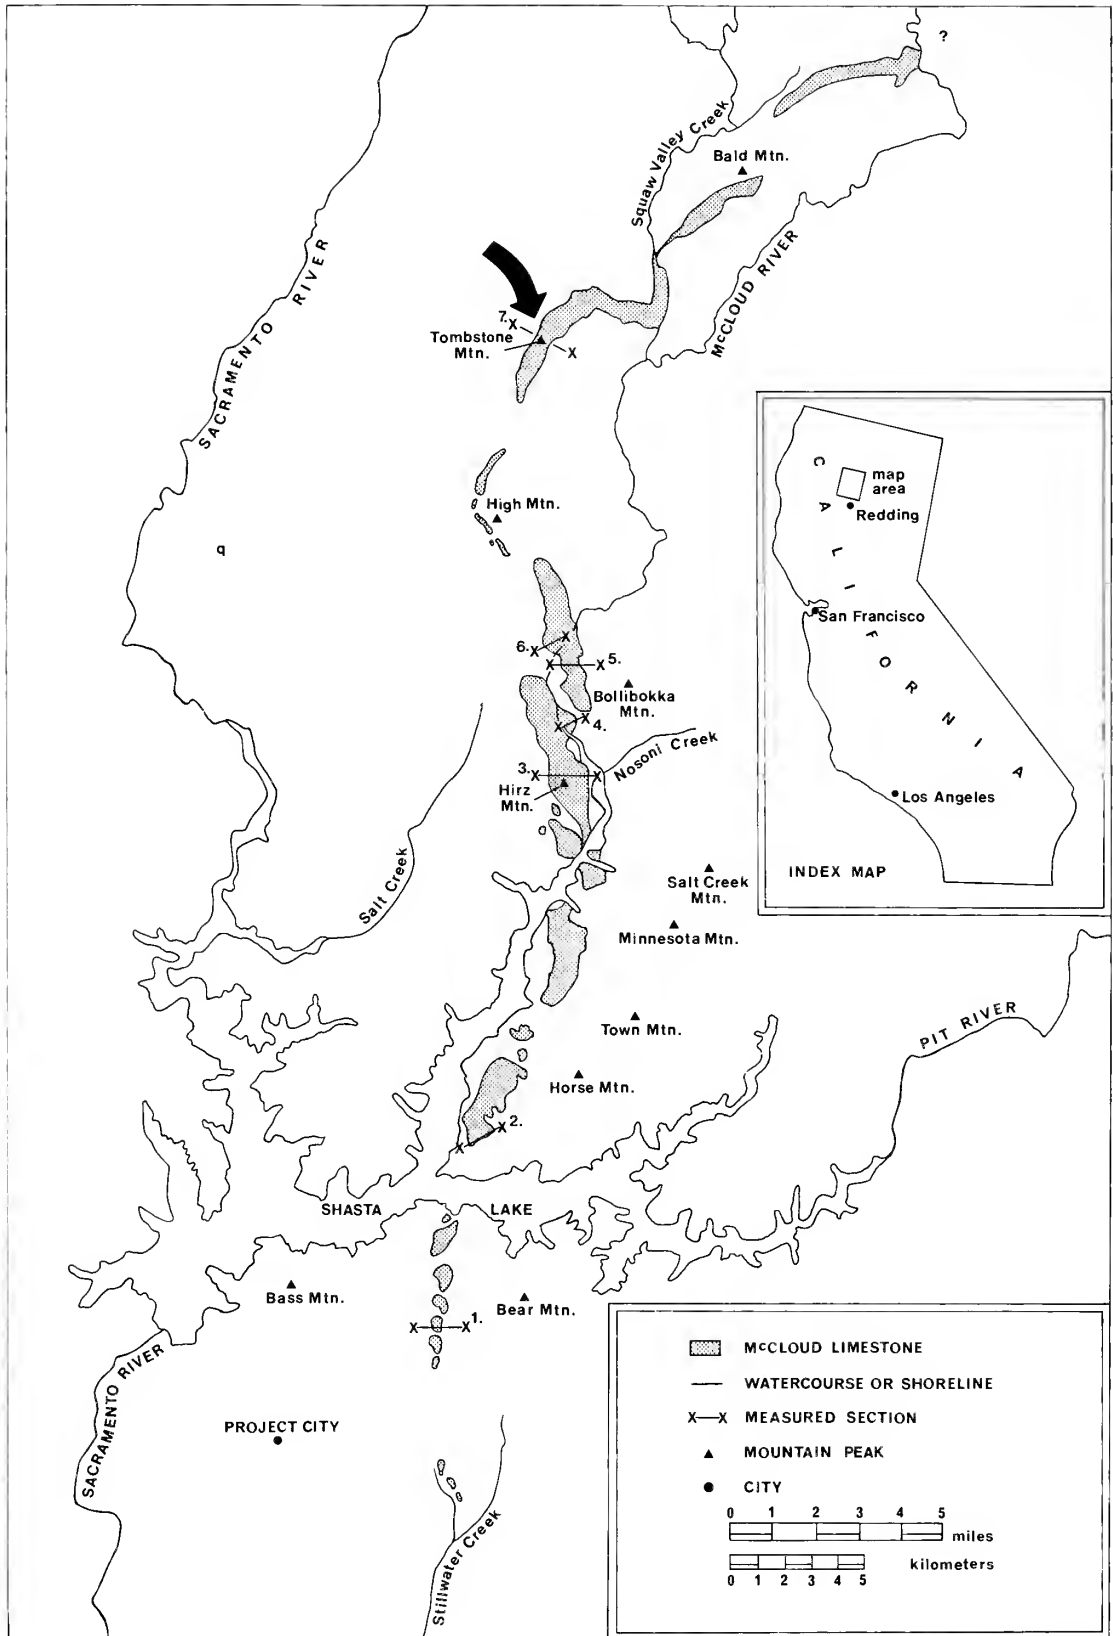 ?
Squaw Valley Creek
Bald Mtn.
SACRAMENTO RIVER
McCLOUD RIVER
7. X
Tombstone
Mtn.
X
High Mtn.
q
6. X
X
X
X 5.
Bollibokka
Mtn.
X
X 4.
Nosoni Creek
3. X
X
Hirz
Mtn.
Salt Creek
Salt Creek
Mtn.
Minnesota Mtn.
Town Mtn.
PIT RIVER
Horse Mtn.
X
X 2.
SHASTA LAKE
Bass Mtn.
Bear Mtn.
X
X 1.
SACRAMENTO RIVER
PROJECT CITY
Stillwater Creek
CALIFORNIA
map
area
Redding
San Francisco
Los Angeles
INDEX MAP
McCLOUD LIMESTONE
WATERCOURSE OR SHORELINE
X—X MEASURED SECTION
MOUNTAIN PEAK
CITY
0 1 2 3 4 5
miles
kilometers
0 1 2 3 4 5